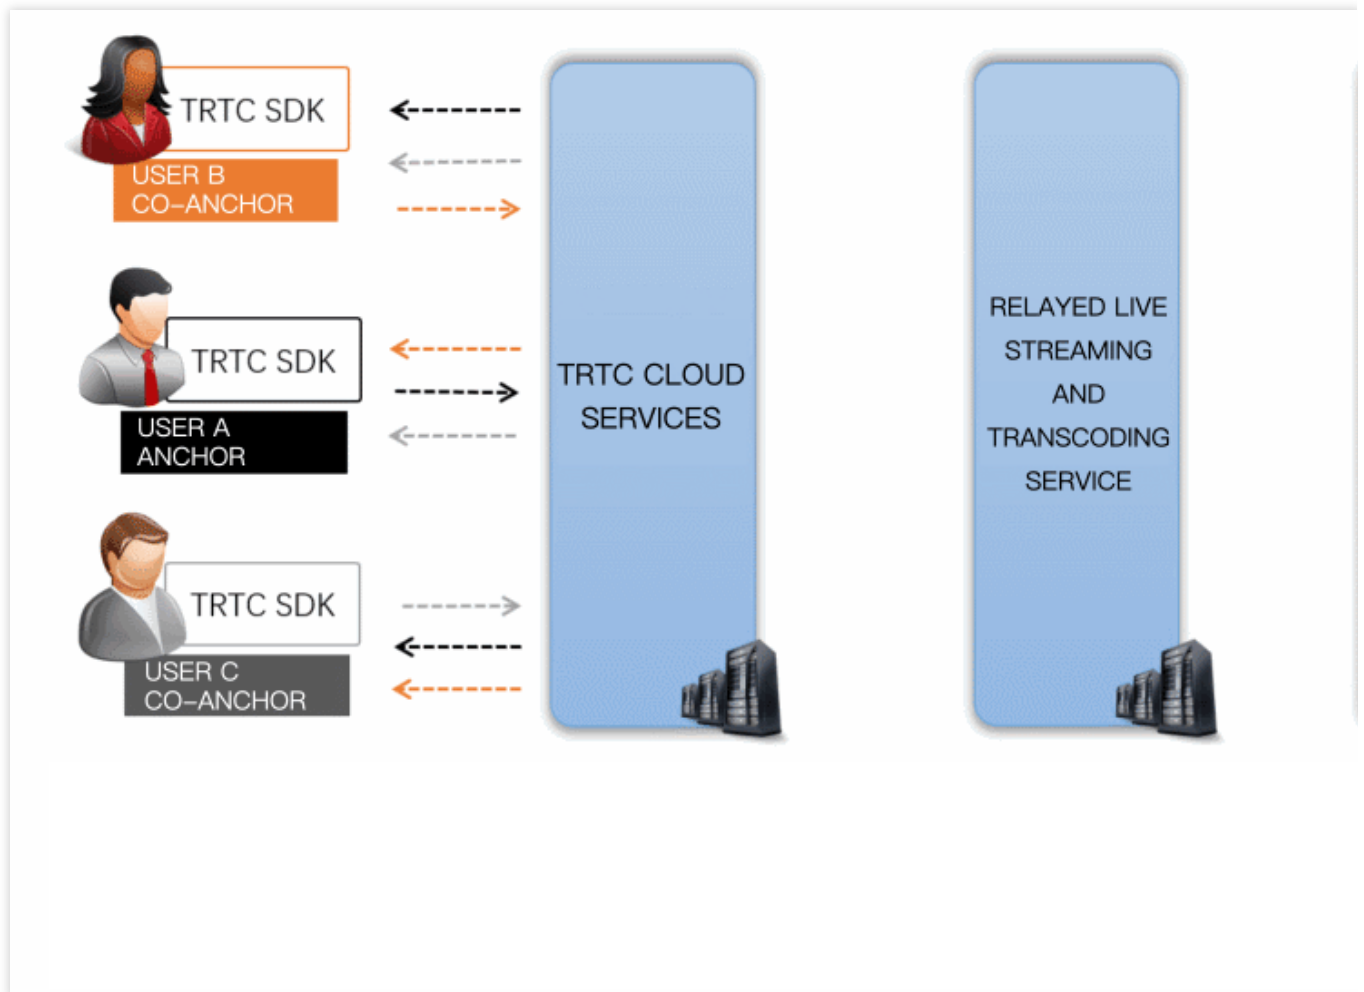 TRTC SDK
USER B
CO-ANCHOR
TRTC SDK
USER A
ANCHOR
TRTC SDK
USER C
CO-ANCHOR
TRTC CLOUD
SERVICES
RELAYED LIVE
STREAMING
AND
TRANSCODING
SERVICE